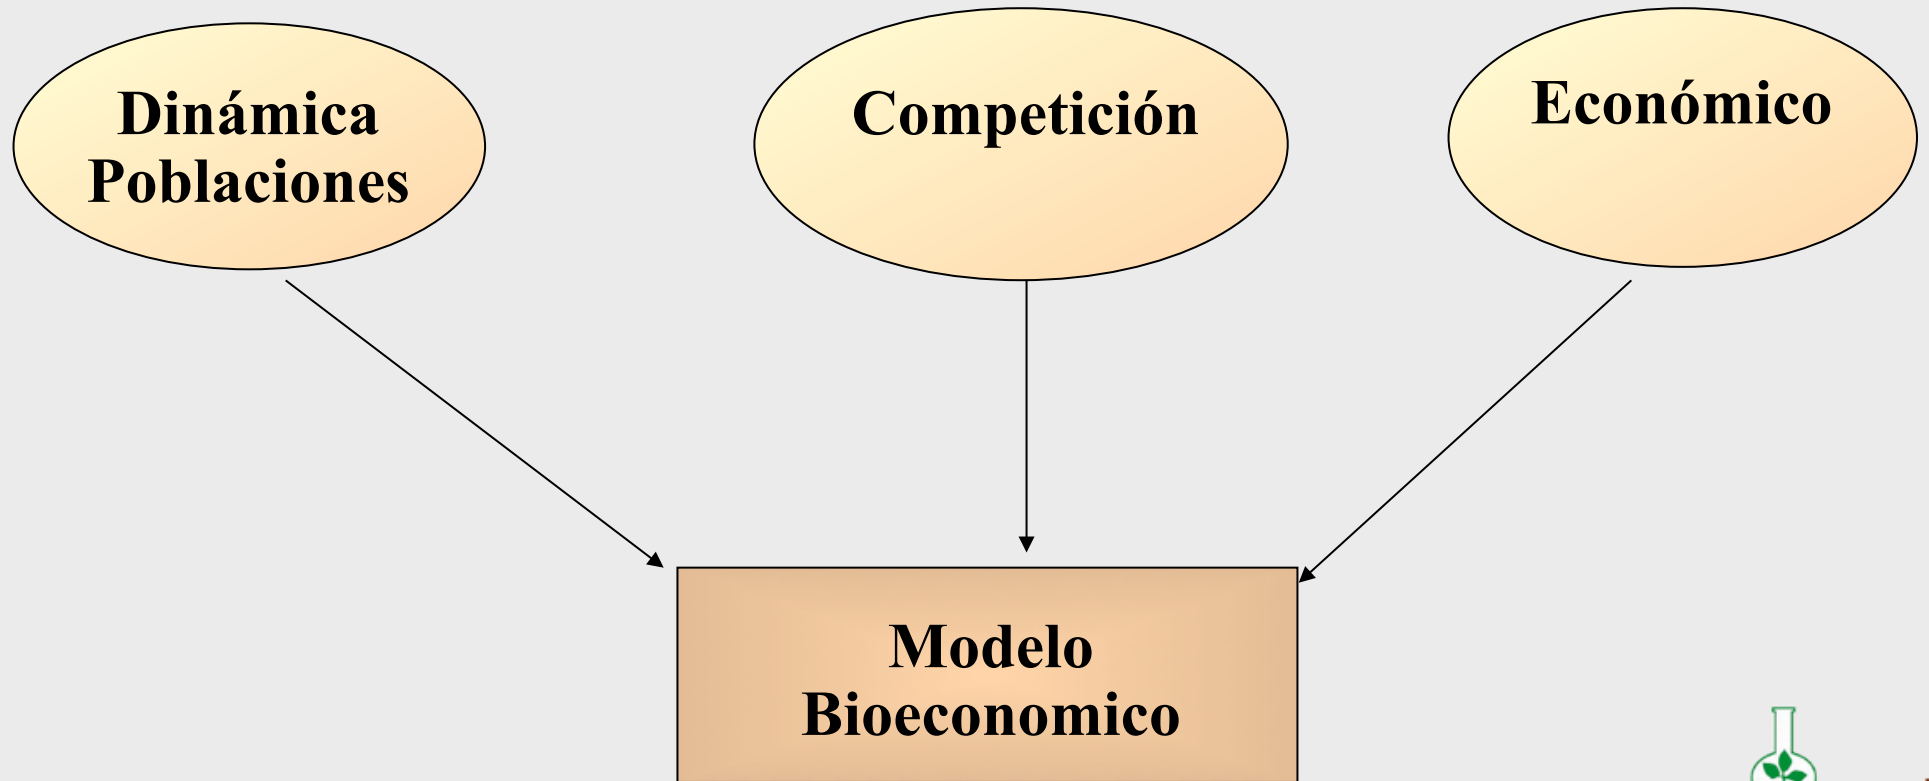 Dinámica
Poblaciones
Competición
Económico
Modelo
Bioeconomico